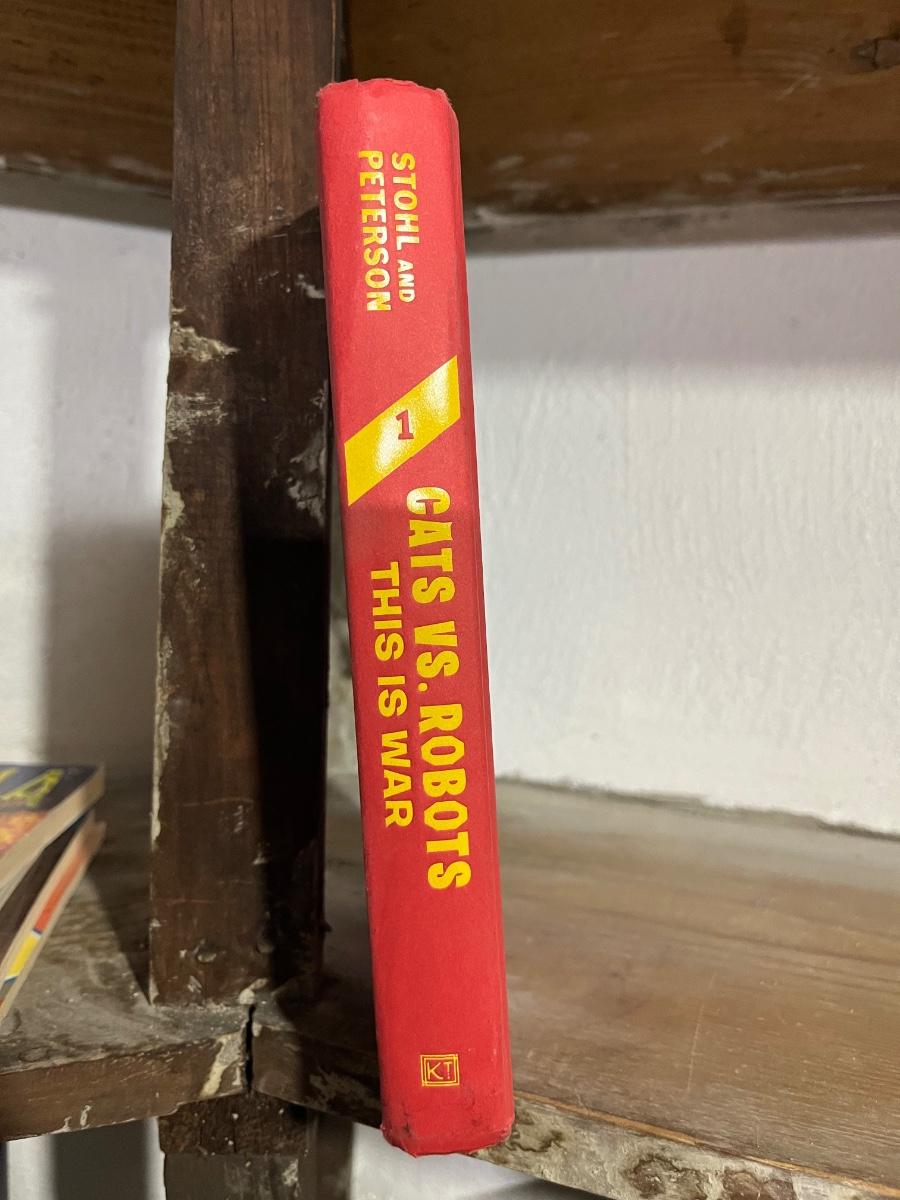 STOHL AND
PETERSON
1
CATS VS. ROBOTS
THIS IS WAR
KT